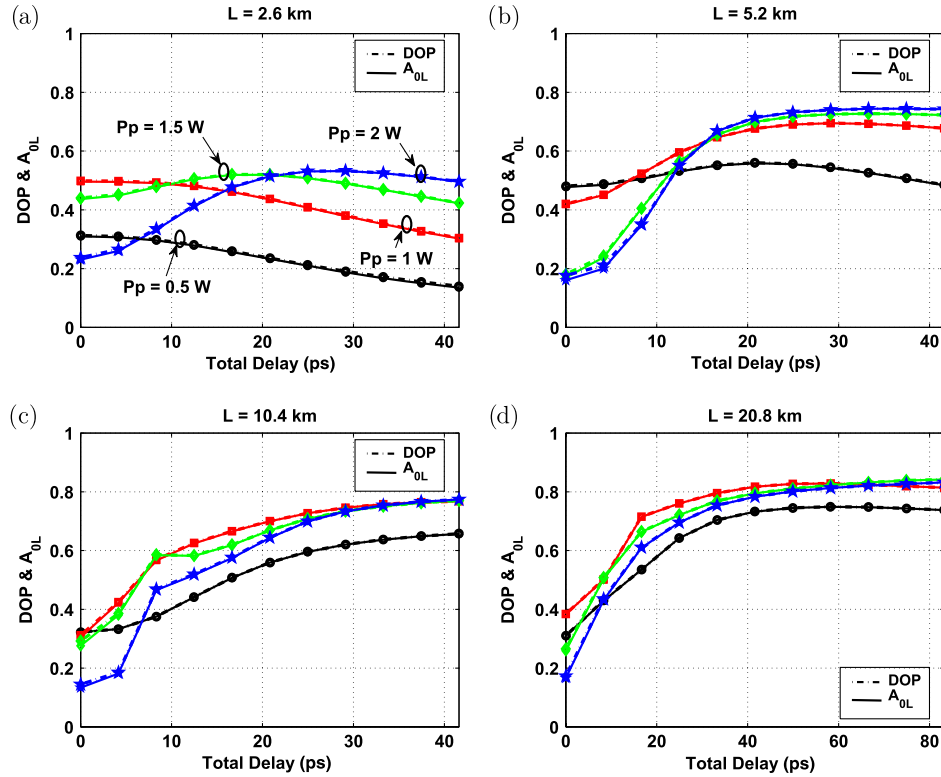 (a)
L = 2.6 km
DOP & A0L
1
0.8
0.6
0.4
0.2
0
DOP
A0L
Pp = 1.5 W
Pp = 2 W
Pp = 0.5 W
Pp = 1 W
0 10 20 30 40
Total Delay (ps)
(b)
L = 5.2 km
DOP & A0L
1
0.8
0.6
0.4
0.2
0
DOP
A0L
0 10 20 30 40 50 60 70 80
Total Delay (ps)
(c)
L = 10.4 km
DOP & A0L
1
0.8
0.6
0.4
0.2
0
DOP
A0L
0 10 20 30 40
Total Delay (ps)
(d)
L = 20.8 km
DOP & A0L
1
0.8
0.6
0.4
0.2
0
DOP
A0L
0 20 40 60 80
Total Delay (ps)